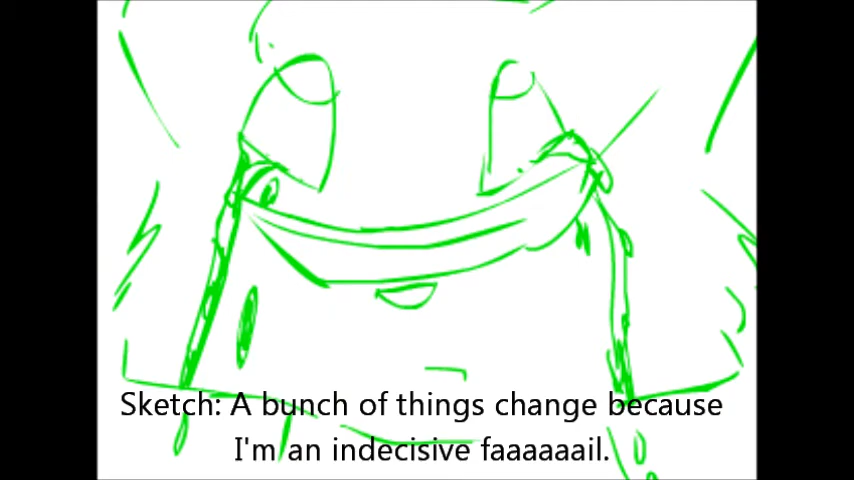 Sketch: A bunch of things change because
I'm an indecisive faaaaaail.